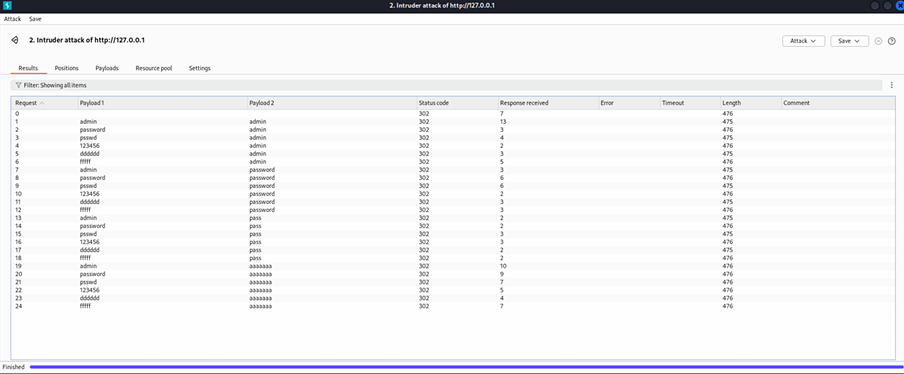 2. Intruder attack of http://127.0.0.1
Attack Save
2. Intruder attack of http://127.0.0.1 Attack Save
Results Positions Payloads Resource pool Settings
Filter: Showing all items
Request Payload 1 Payload 2 Status code Response received Error Timeout Length Comment
0 302 7 476
1 admin admin 302 13 475
2 password admin 302 3 476
3 psswd admin 302 4 475
4 123456 admin 302 2 476
5 dddddd admin 302 3 475
6 fffff admin 302 5 476
7 admin password 302 3 476
8 password password 302 6 476
9 psswd password 302 6 475
10 123456 password 302 2 476
11 dddddd password 302 3 475
12 fffff password 302 3 476
13 admin pass 302 2 475
14 password pass 302 2 476
15 psswd pass 302 3 475
16 123456 pass 302 3 476
17 dddddd pass 302 2 475
18 fffff pass 302 2 476
19 admin aaaaaaa 302 10 476
20 password aaaaaaa 302 9 476
21 psswd aaaaaaa 302 7 476
22 123456 aaaaaaa 302 5 476
23 dddddd aaaaaaa 302 4 476
24 fffff aaaaaaa 302 7 476
Finished